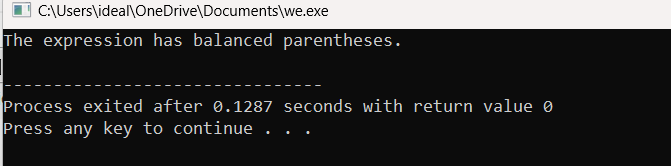 C:\Users\ideal\OneDrive\Documents\we.exe
The expression has balanced parentheses.
--------------------------------
Process exited after 0.1287 seconds with return value 0
Press any key to continue . . .